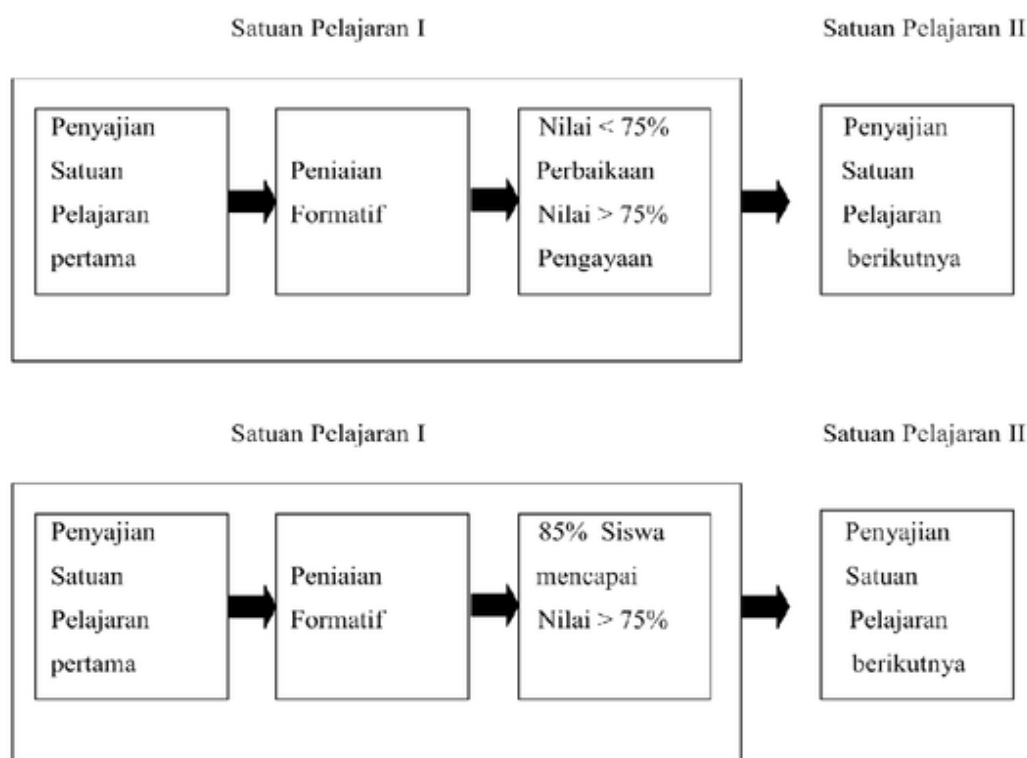 Satuan Pelajaran I
Satuan Pelajaran II
Penyajian
Satuan
Pelajaran
pertama
Peniaian
Formatif
Nilai < 75%
Perbaikaan
Nilai > 75%
Pengayaan
Penyajian
Satuan
Pelajaran
berikutnya
Satuan Pelajaran I
Satuan Pelajaran II
Penyajian
Satuan
Pelajaran
pertama
Peniaian
Formatif
85% Siswa
mencapai
Nilai > 75%
Penyajian
Satuan
Pelajaran
berikutnya